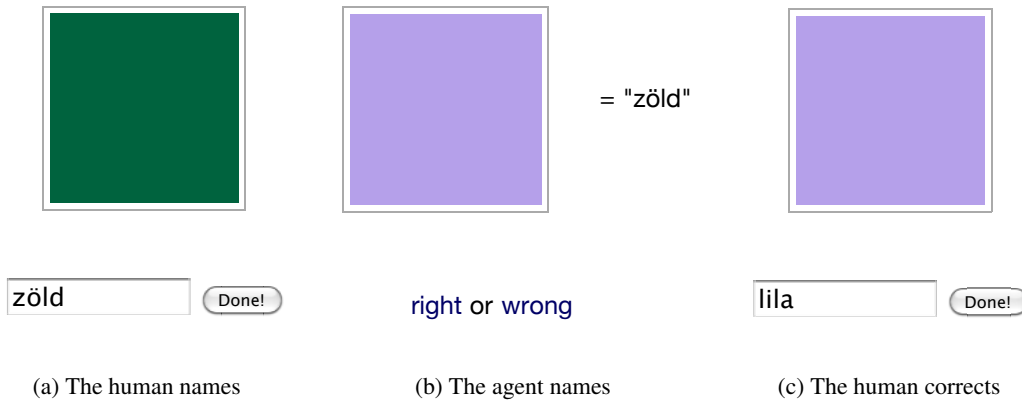 = "zöld"
zöld Done!
right or wrong
lila Done!
(a) The human names
(b) The agent names
(c) The human corrects